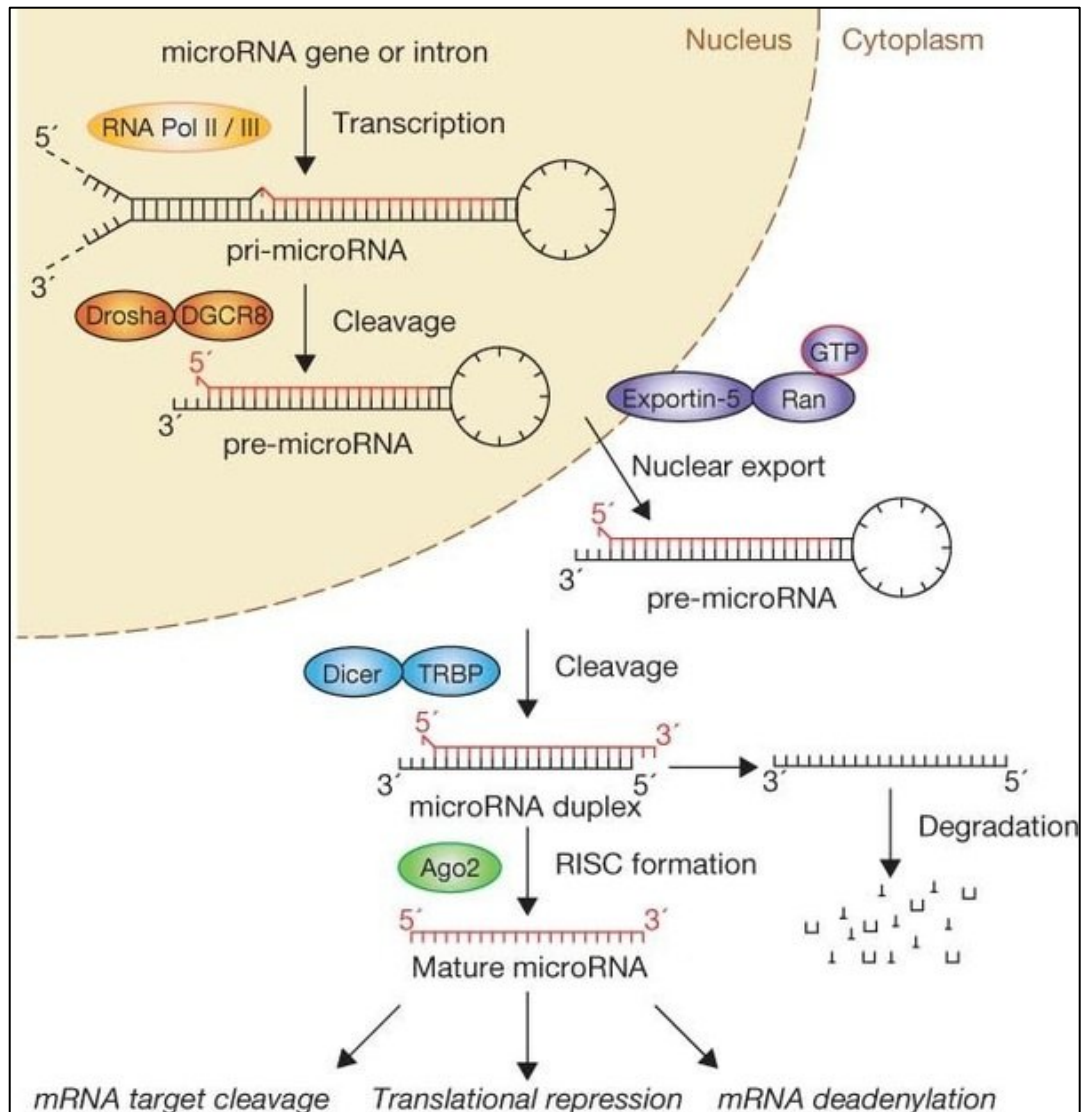 Nucleus
Cytoplasm
microRNA gene or intron
RNA Pol II / III
Transcription
5´
3´
pri-microRNA
Drosha
DGCR8
Cleavage
5´
3´
pre-microRNA
GTP
Exportin-5
Ran
Nuclear export
5´
3´
pre-microRNA
Dicer
TRBP
Cleavage
5´
3´
3´
5´
microRNA duplex
3´
5´
Degradation
Ago2
RISC formation
5´
3´
Mature microRNA
mRNA target cleavage
Translational repression
mRNA deadenylation